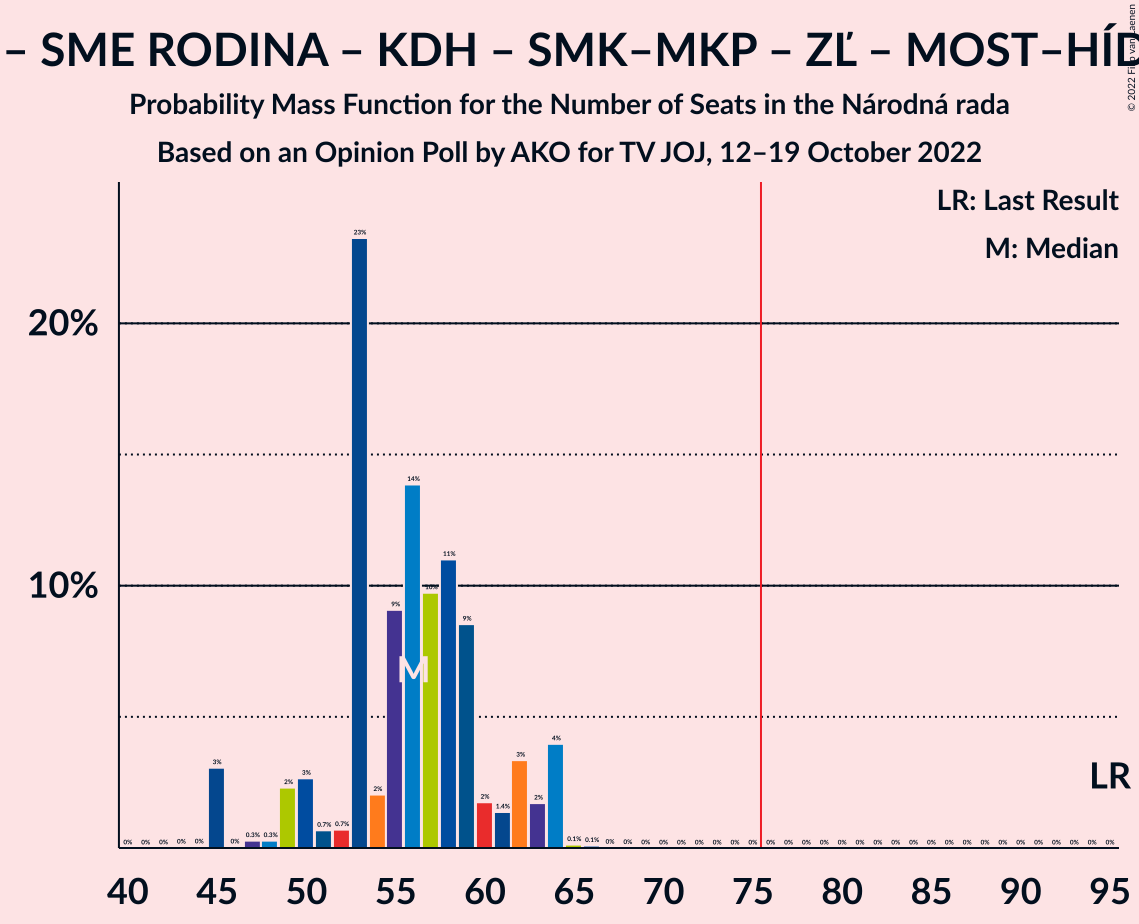 – SME RODINA – KDH – SMK–MKP – ZĽ – MOST–HÍD
Probability Mass Function for the Number of Seats in the Národná rada
Based on an Opinion Poll by AKO for TV JOJ, 12–19 October 2022
© 2022 Filip van Laenen
LR: Last Result
M: Median
20%
10%
23%
14%
11%
10%
9%
9%
M
LR
0% 0% 0% 0% 0% 3% 0% 0.3% 0.3% 2% 3% 0.7% 0.7% 2% 2% 1.4% 3% 2% 4% 0.1% 0.1% 0% 0% 0% 0% 0% 0% 0% 0% 0% 0% 0% 0% 0% 0% 0% 0% 0% 0% 0% 0% 0% 0% 0% 0% 0% 0% 0% 0% 0%
40 45 50 55 60 65 70 75 80 85 90 95